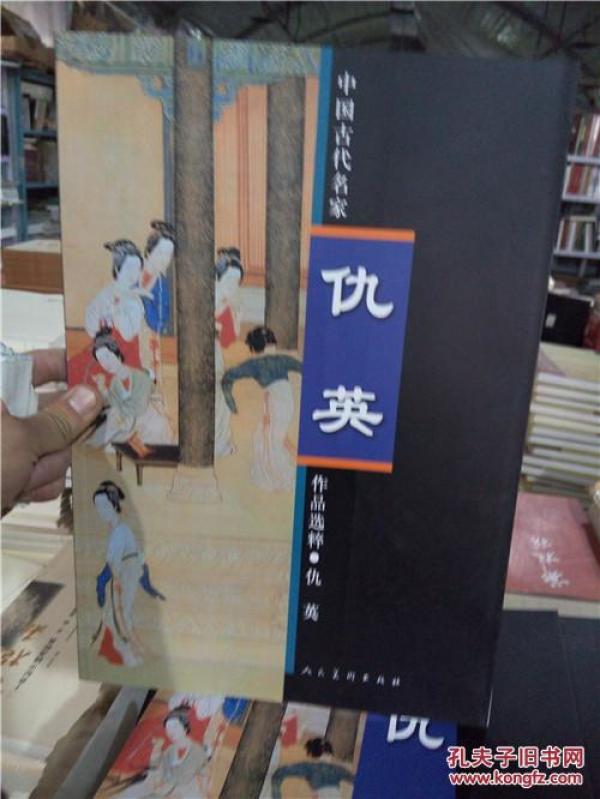 中国古代名家
仇英
作品选粹·仇英
人民美术出版社
仇
孔夫子旧书网
www.kongfz.com